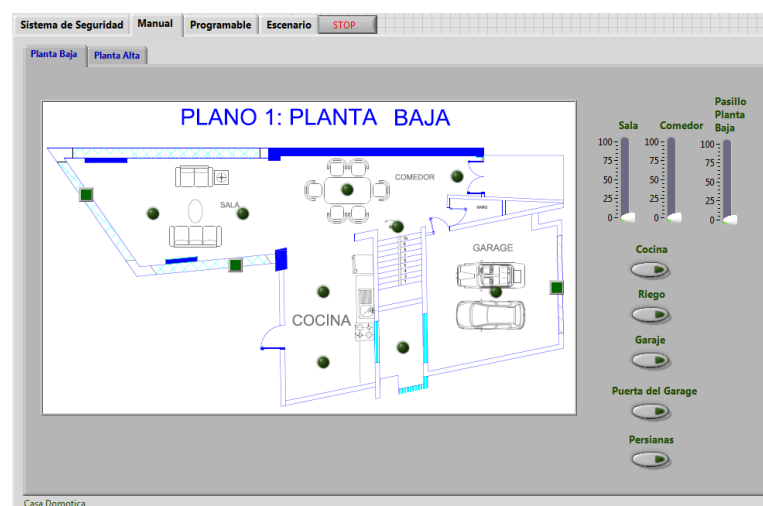 Sistema de Seguridad Manual Programable Escenario STOP
Planta Baja Planta Alta
PLANO 1: PLANTA BAJA
SALA
COMEDOR
BAÑO
GARAGE
COCINA
Sala Comedor Pasillo
Planta
Baja
100 100 100
75 75 75
50 50 50
25 25 25
0 0 0
Cocina
Riego
Garaje
Puerta del Garage
Persianas
Casa Domotica